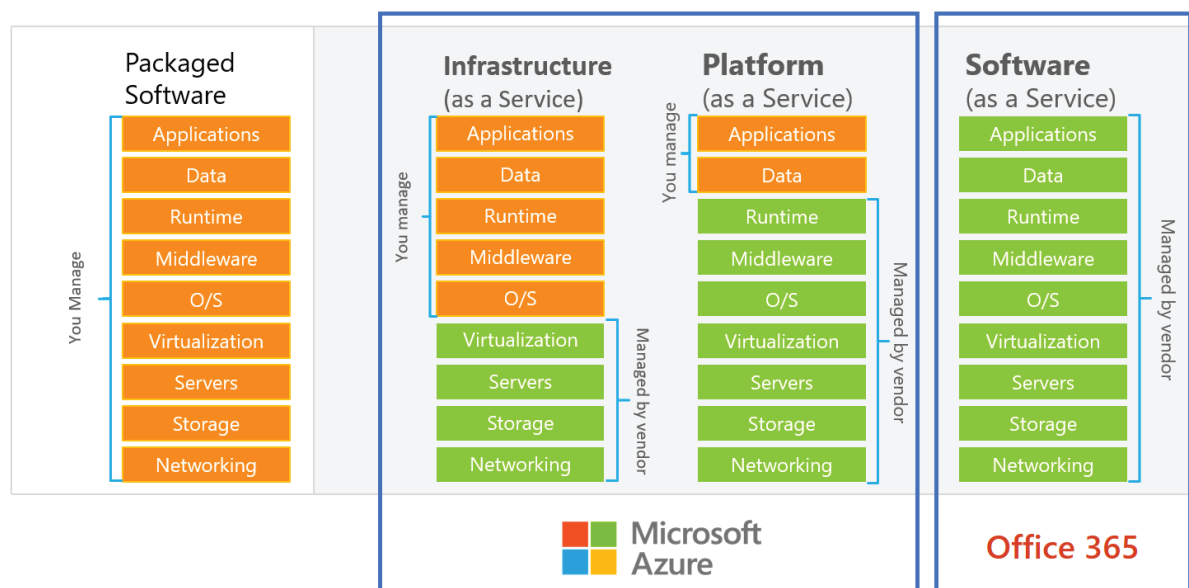 Packaged
Software
You Manage
Applications
Data
Runtime
Middleware
O/S
Virtualization
Servers
Storage
Networking
Infrastructure
(as a Service)
You manage
Applications
Data
Runtime
Middleware
O/S
Virtualization
Servers
Storage
Networking
Managed by vendor
Platform
(as a Service)
You manage
Applications
Data
Runtime
Middleware
O/S
Virtualization
Servers
Storage
Networking
Managed by vendor
Software
(as a Service)
Applications
Data
Runtime
Middleware
O/S
Virtualization
Servers
Storage
Networking
Managed by vendor
Microsoft
Azure
Office 365